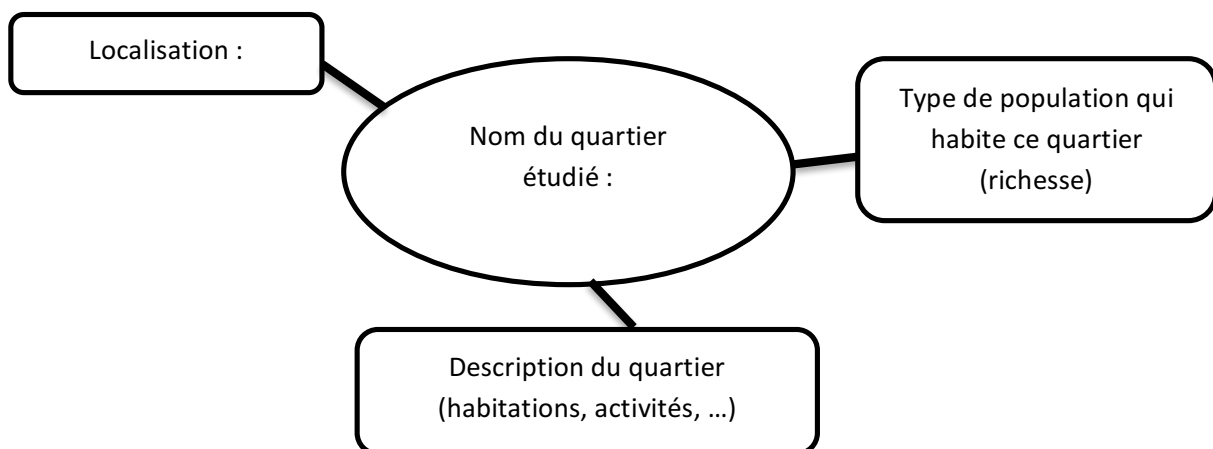 Localisation :
Nom du quartier
étudié :
Type de population qui
habite ce quartier
(richesse)
Description du quartier
(habitations, activités, …)